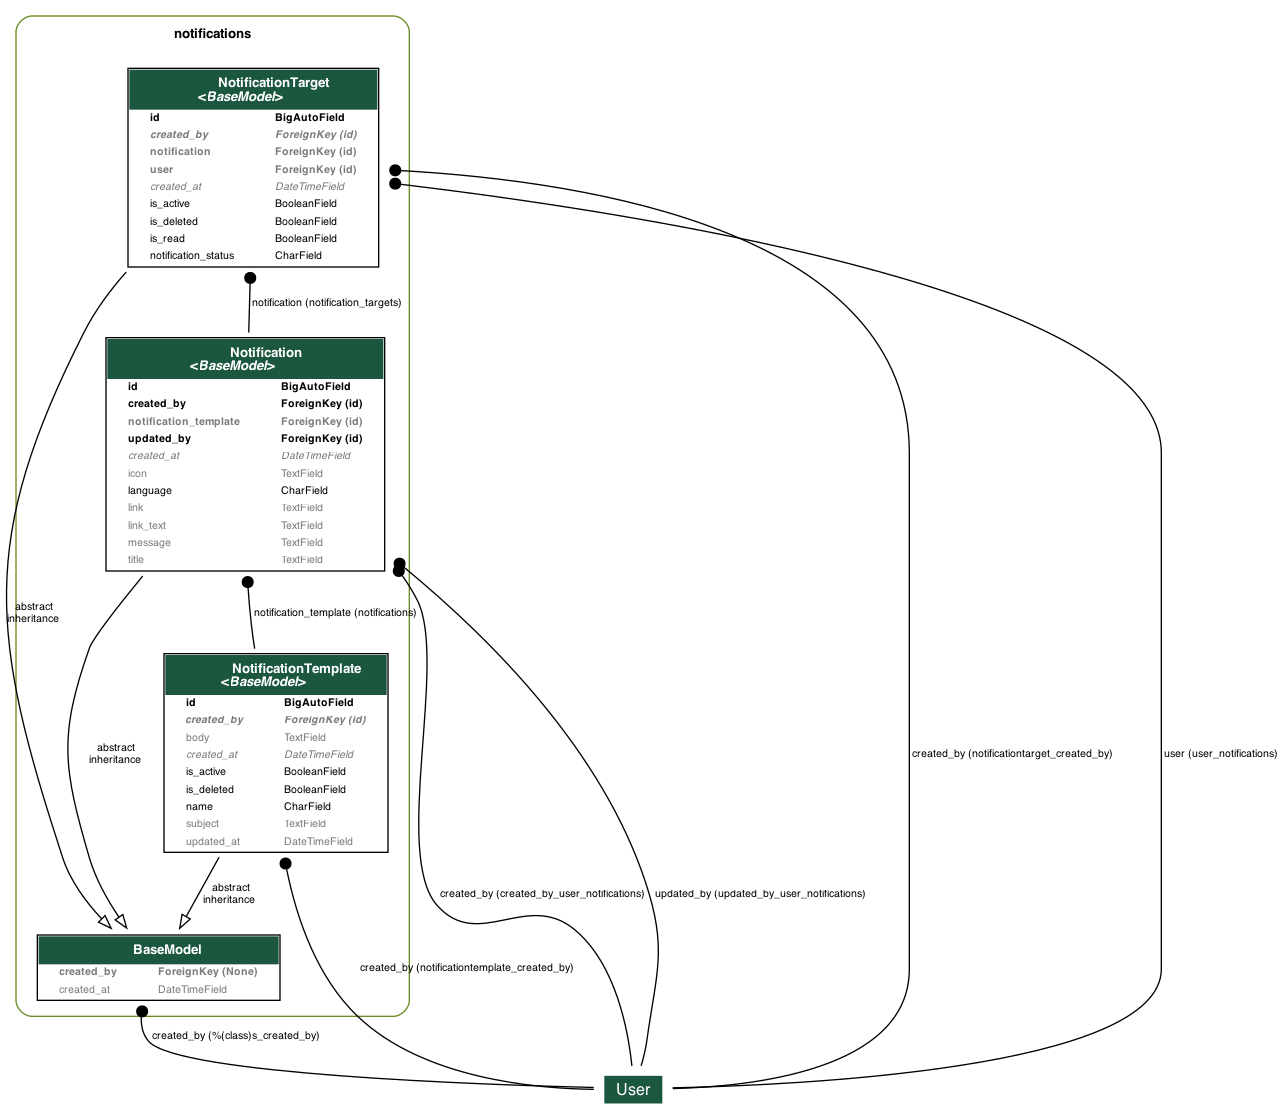 notifications
NotificationTarget
<BaseModel>
id BigAutoField
created_by ForeignKey (id)
notification ForeignKey (id)
user ForeignKey (id)
created_at DateTimeField
is_active BooleanField
is_deleted BooleanField
is_read BooleanField
notification_status CharField
notification (notification_targets)
Notification
<BaseModel>
id BigAutoField
created_by ForeignKey (id)
notification_template ForeignKey (id)
updated_by ForeignKey (id)
created_at DateTimeField
icon TextField
language CharField
link TextField
link_text TextField
message TextField
title TextField
abstract
inheritance
notification_template (notifications)
NotificationTemplate
<BaseModel>
id BigAutoField
created_by ForeignKey (id)
body TextField
created_at DateTimeField
is_active BooleanField
is_deleted BooleanField
name CharField
subject TextField
updated_at DateTimeField
abstract
inheritance
created_by (notificationtarget_created_by)
user (user_notifications)
abstract
inheritance
created_by (created_by_user_notifications)
updated_by (updated_by_user_notifications)
BaseModel
created_by ForeignKey (None)
created_at DateTimeField
created_by (notificationtemplate_created_by)
created_by (%(class)s_created_by)
User